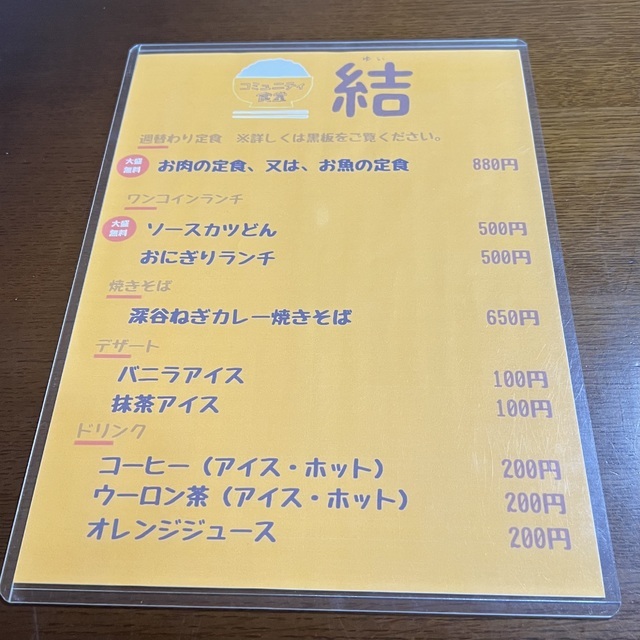 コミュニティ
食堂
ゆい
結
週替わり定食 ※詳しくは黒板をご覧ください。
大盛
無料
お肉の定食、又は、お魚の定食 880円
ワンコインランチ
大盛
無料
ソースカツどん 500円
おにぎりランチ 500円
焼きそば
深谷ねぎカレー焼きそば 650円
デザート
バニラアイス 100円
抹茶アイス 100円
ドリンク
コーヒー（アイス・ホット） 200円
ウーロン茶（アイス・ホット） 200円
オレンジジュース 200円